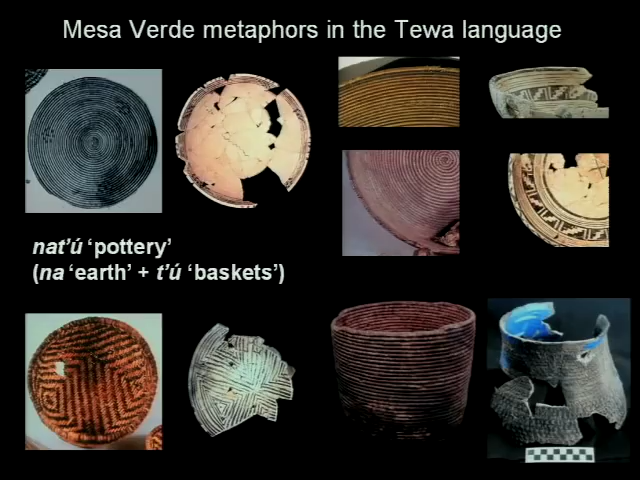 Mesa Verde metaphors in the Tewa language
nat’ú ‘pottery’
(na ‘earth’ + t’ú ‘baskets’)